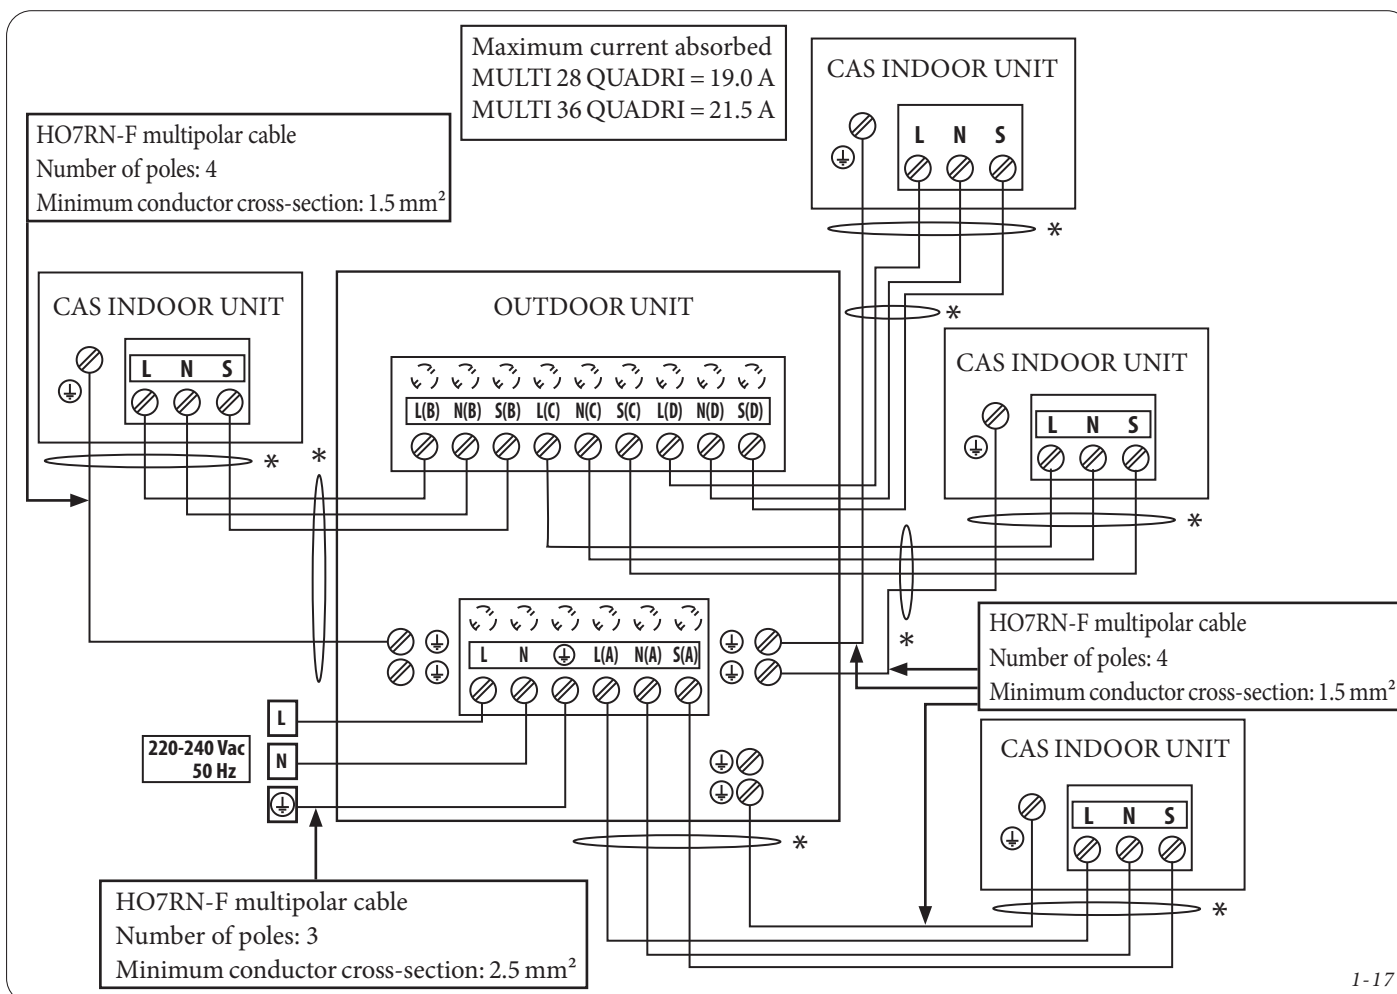 Maximum current absorbed
MULTI 28 QUADRI = 19.0 A
MULTI 36 QUADRI = 21.5 A
CAS INDOOR UNIT
L N S
*
*
HO7RN-F multipolar cable
Number of poles: 4
Minimum conductor cross-section: 1.5 mm²
CAS INDOOR UNIT
L N S
*
*
OUTDOOR UNIT
L(B) N(B) S(B) L(C) N(C) S(C) L(D) N(D) S(D)
CAS INDOOR UNIT
L N S
*
*
L N L(A) N(A) S(A)
HO7RN-F multipolar cable
Number of poles: 4
Minimum conductor cross-section: 1.5 mm²
220-240 Vac
50 Hz
L
N
*
CAS INDOOR UNIT
L N S
*
HO7RN-F multipolar cable
Number of poles: 3
Minimum conductor cross-section: 2.5 mm²
1-17